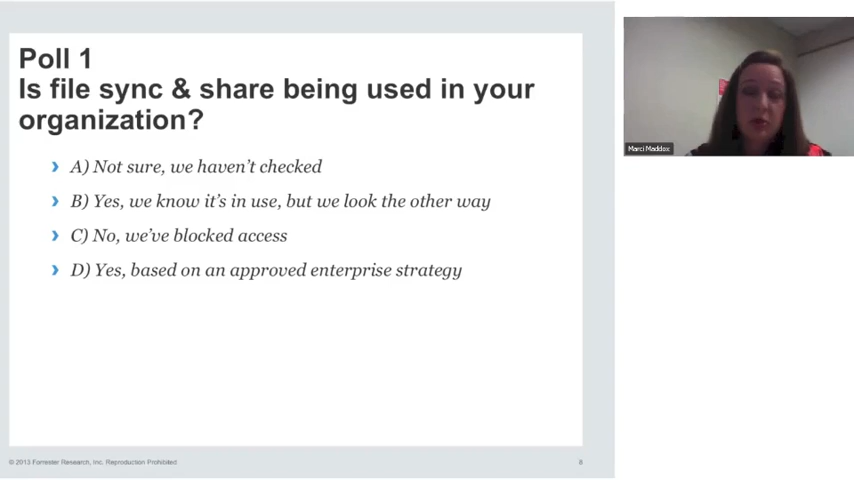 Poll 1
Is file sync & share being used in your
organization?
› A) Not sure, we haven't checked
› B) Yes, we know it's in use, but we look the other way
› C) No, we've blocked access
› D) Yes, based on an approved enterprise strategy
© 2013 Forrester Research, Inc. Reproduction Prohibited
8
Marci Maddox